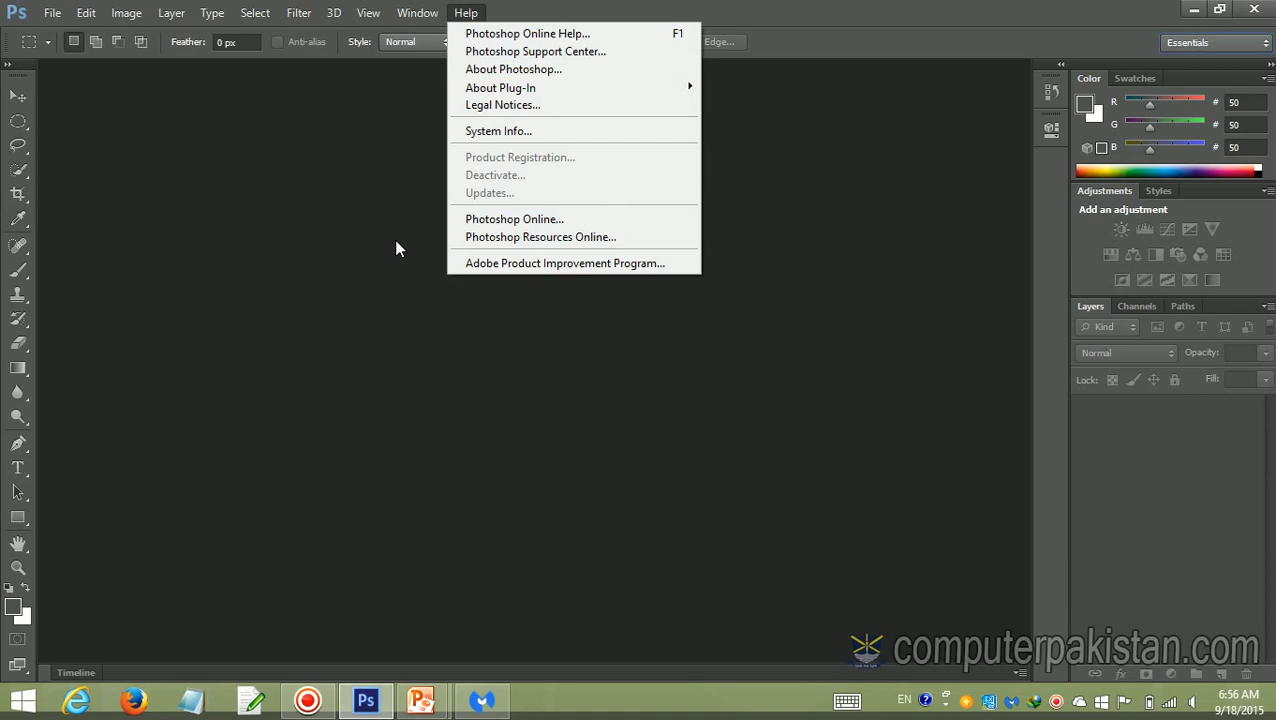 Ps File Edit Image Layer Type Select Filter 3D View Window Help
Feather: 0 px Anti-alias Style: Normal Edge... Essentials
Photoshop Online Help... F1
Photoshop Support Center...
About Photoshop...
About Plug-In
Legal Notices...
System Info...
Product Registration...
Deactivate...
Updates...
Photoshop Online...
Photoshop Resources Online...
Adobe Product Improvement Program...
Color Swatches
R # 50
G # 50
B # 50
Adjustments Styles
Add an adjustment
Layers Channels Paths
Kind
Normal Opacity:
Lock: Fill:
computerpakistan.com
Timeline
Ps EN 6:56 AM
9/18/2015